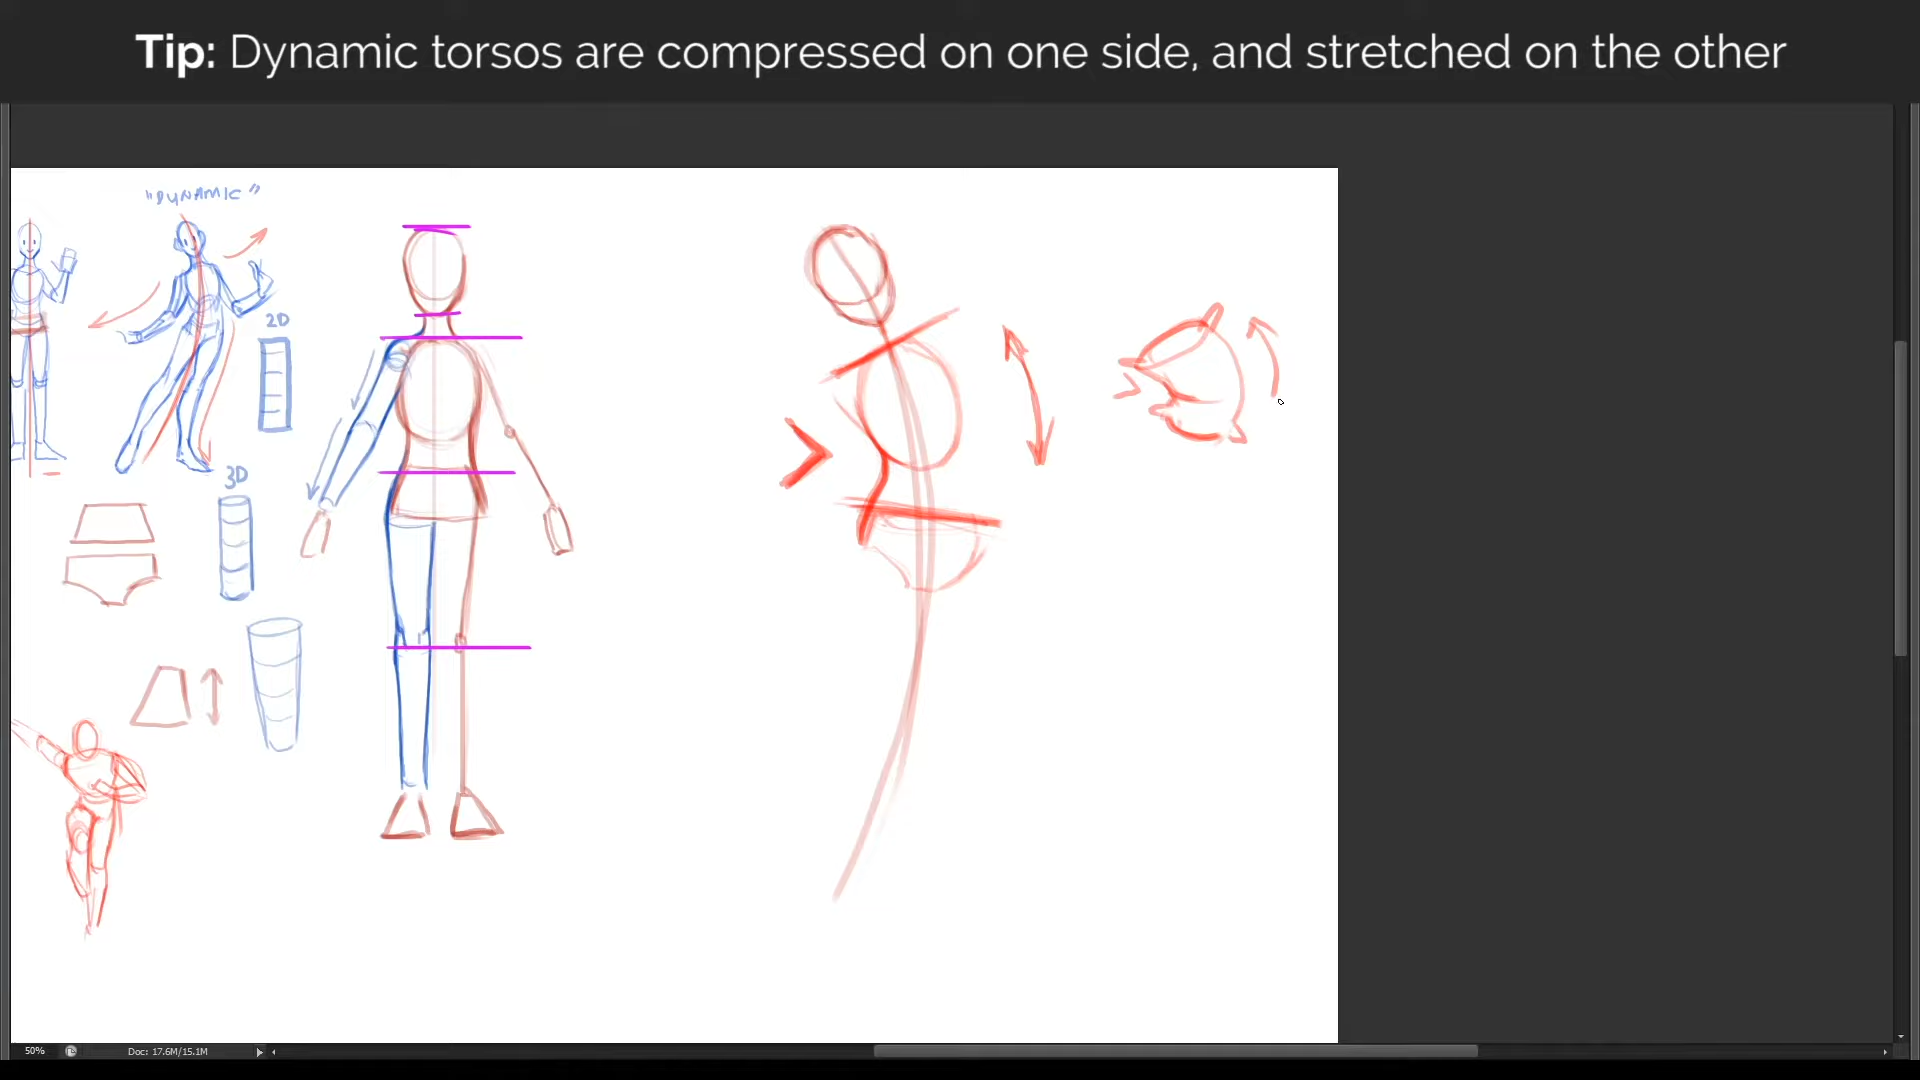 Tip: Dynamic torsos are compressed on one side, and stretched on the other
"DYNAMIC"
2D
3D
50%
Doc: 17.6M/15.1M